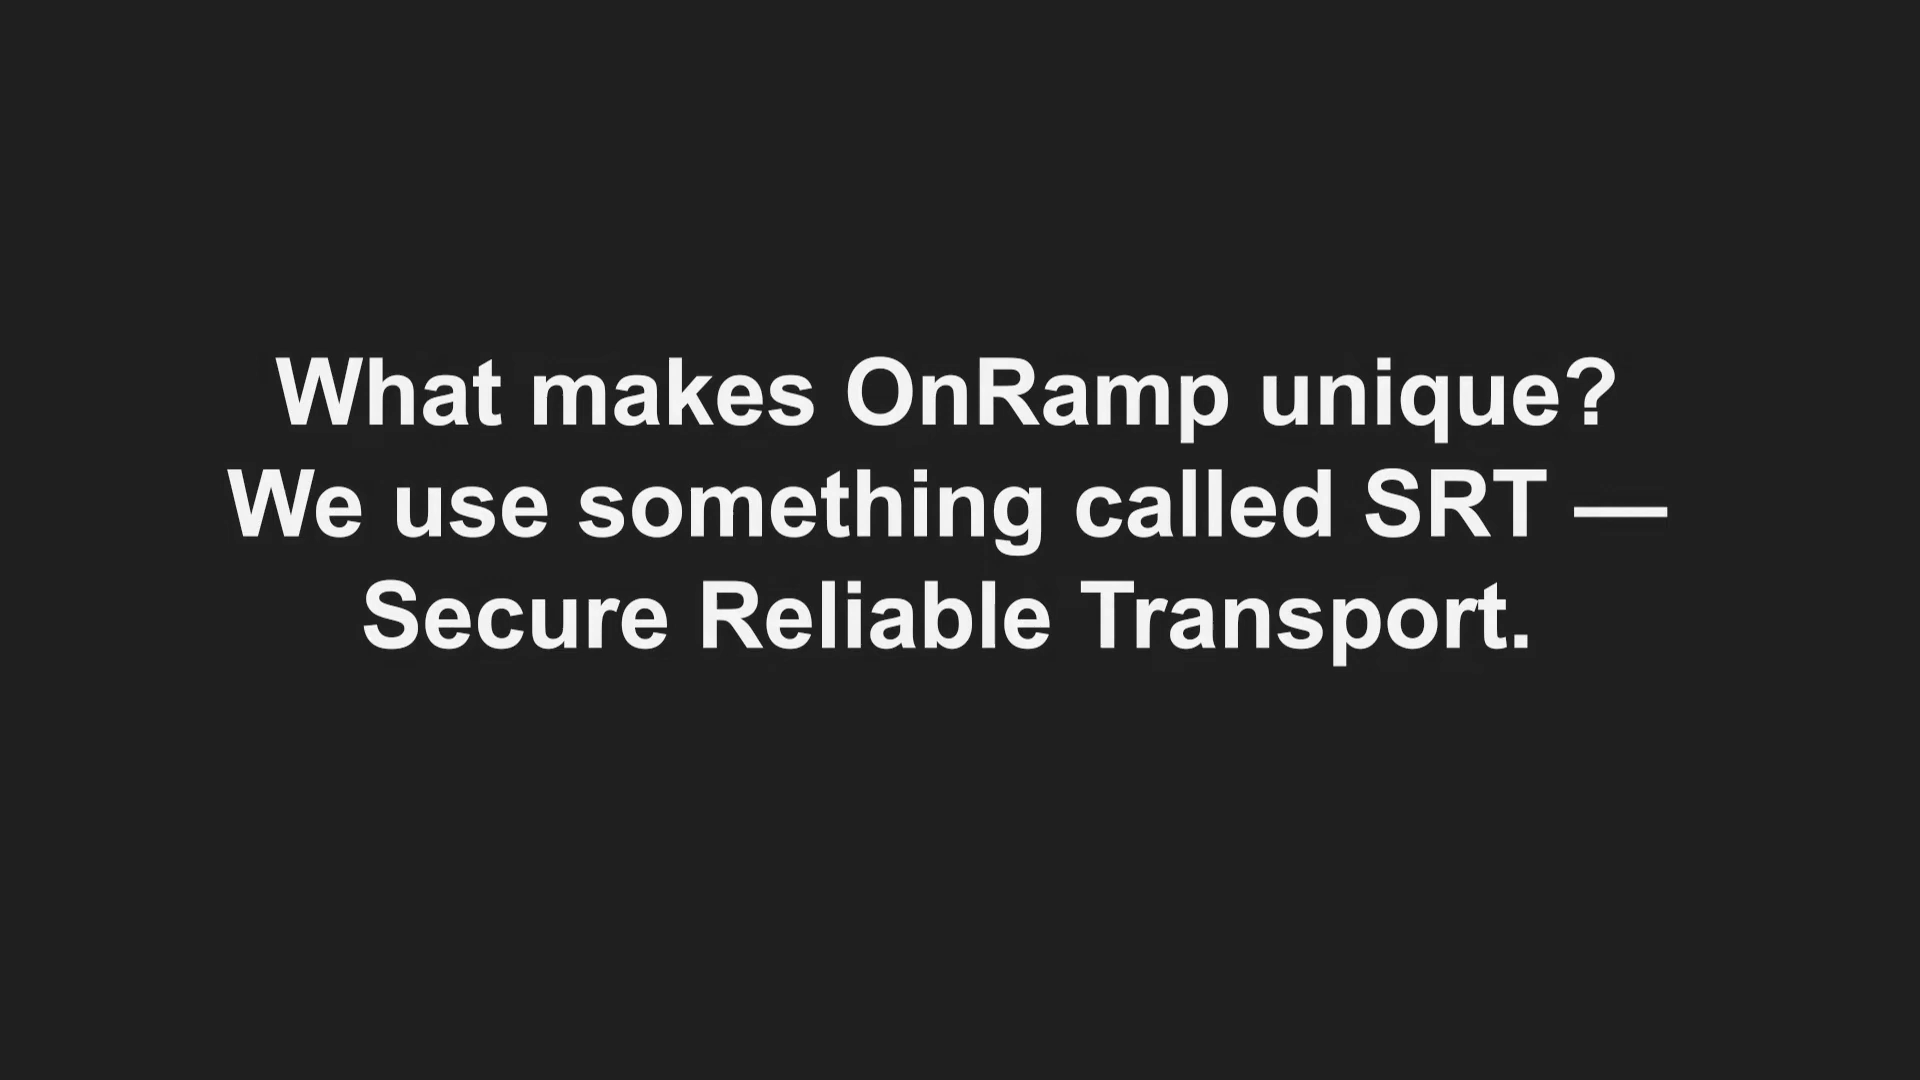 What makes OnRamp unique?
We use something called SRT —
Secure Reliable Transport.